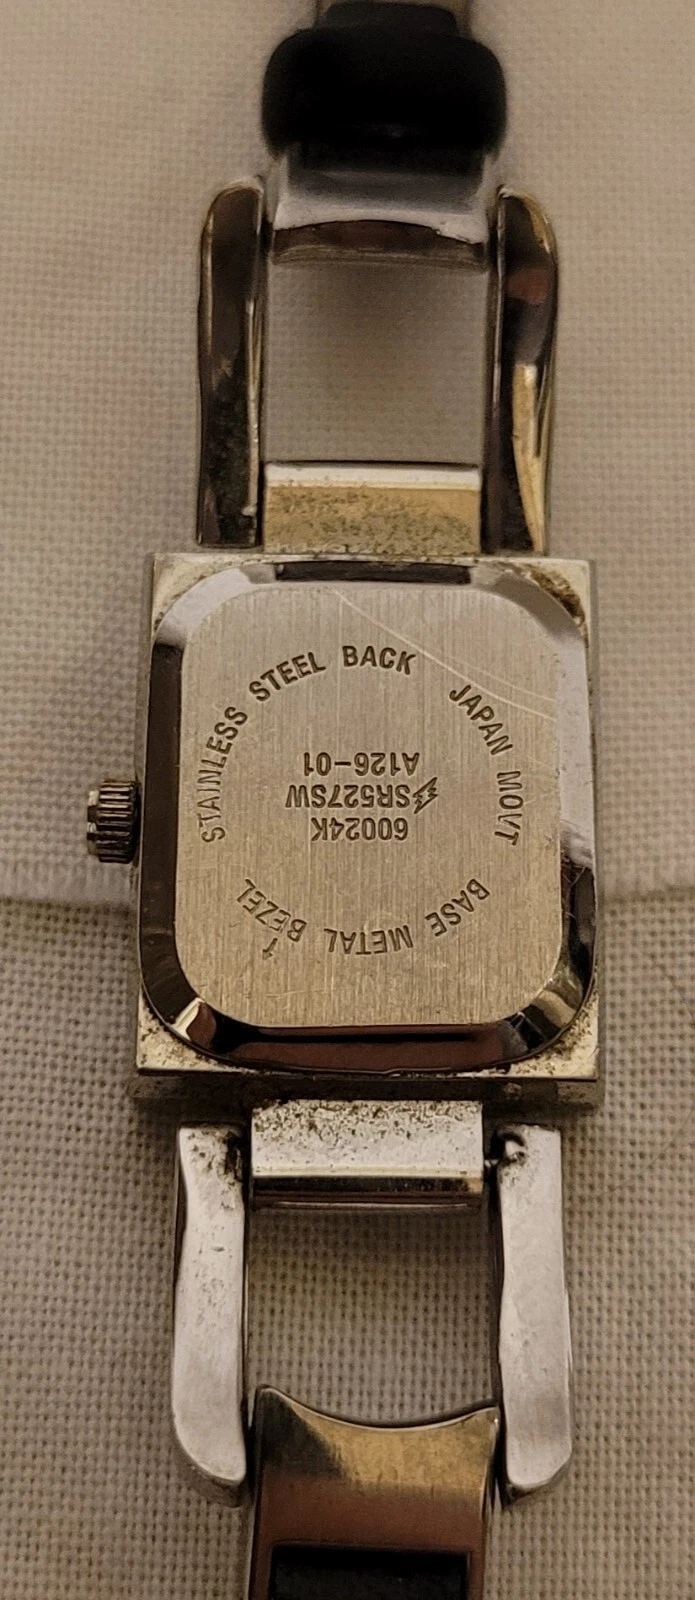 STAINLESS STEEL BACK
JAPAN MOVT
BASE METAL BEZEL
60024K
SR527SW
A126-01